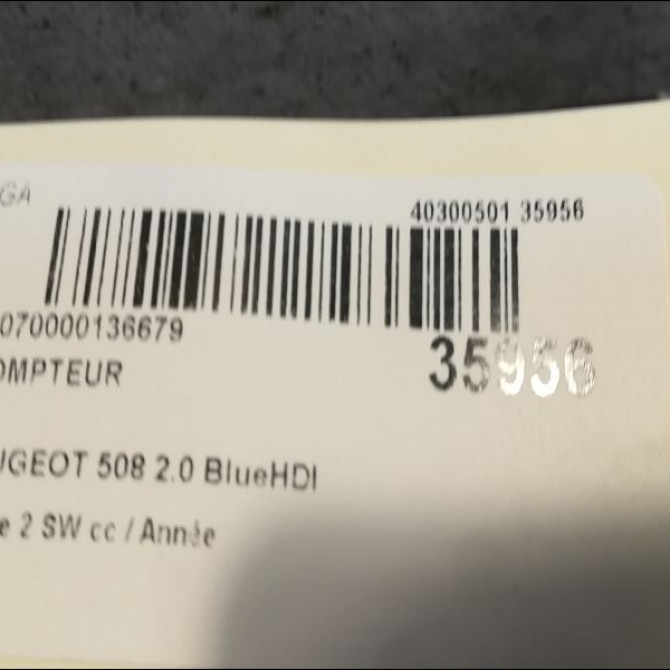 GA
40300501 35956
070000136679
35956
OMPTEUR
UGEOT 508 2.0 BlueHDI
e 2 SW cc / Année